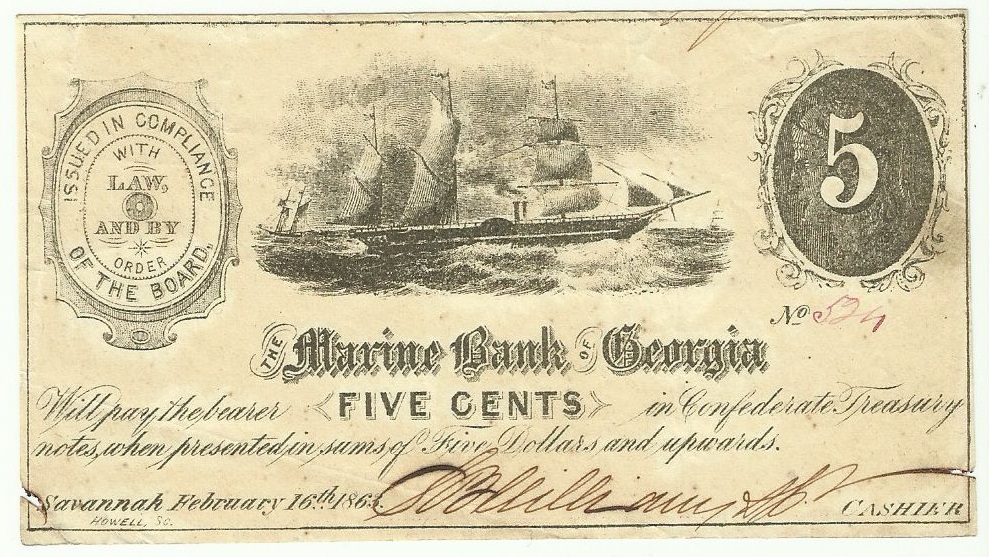 ISSUED IN COMPLIANCE
WITH
LAW,
AND BY
ORDER
OF THE BOARD.
5
No 524
THE Marine Bank OF Georgia
Will pay the bearer FIVE CENTS in Confederate Treasury
notes, when presented in sums of Five Dollars and upwards.
Savannah February 16th 1863. CASHIER
HOWELL, SC.